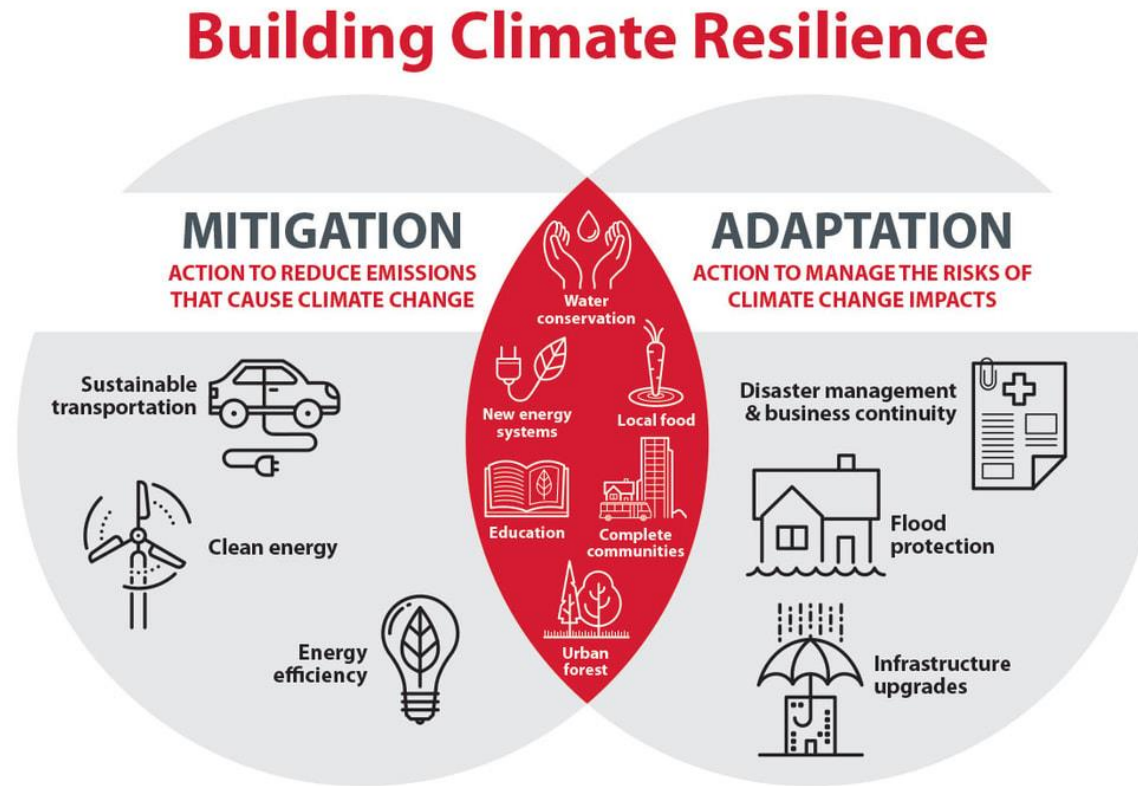 Building Climate Resilience
MITIGATION
ACTION TO REDUCE EMISSIONS
THAT CAUSE CLIMATE CHANGE
Sustainable
transportation
Clean energy
Energy
efficiency
Water
conservation
New energy
systems
Local food
Education
Complete
communities
Urban
forest
ADAPTATION
ACTION TO MANAGE THE RISKS OF
CLIMATE CHANGE IMPACTS
Disaster management
& business continuity
Flood
protection
Infrastructure
upgrades